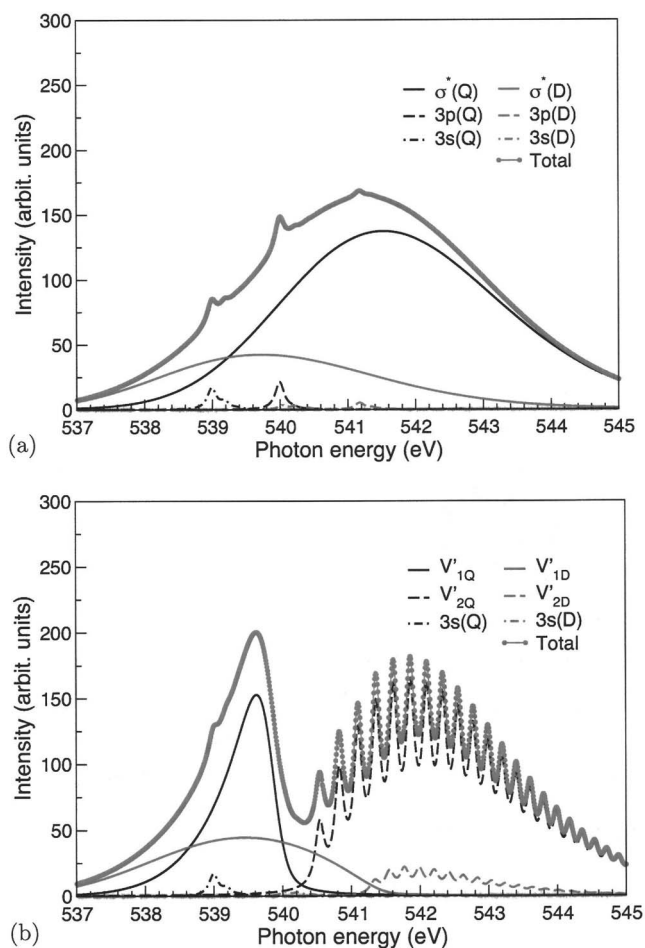 300
250
200
150
100
50
0
Intensity (arbit. units)
σ*(Q) σ*(D)
3p(Q) 3p(D)
3s(Q) 3s(D)
Total
537 538 539 540 541 542 543 544 545
(a) Photon energy (eV)
300
250
200
150
100
50
0
Intensity (arbit. units)
V'1Q V'1D
V'2Q V'2D
3s(Q) 3s(D)
Total
537 538 539 540 541 542 543 544 545
(b) Photon energy (eV)